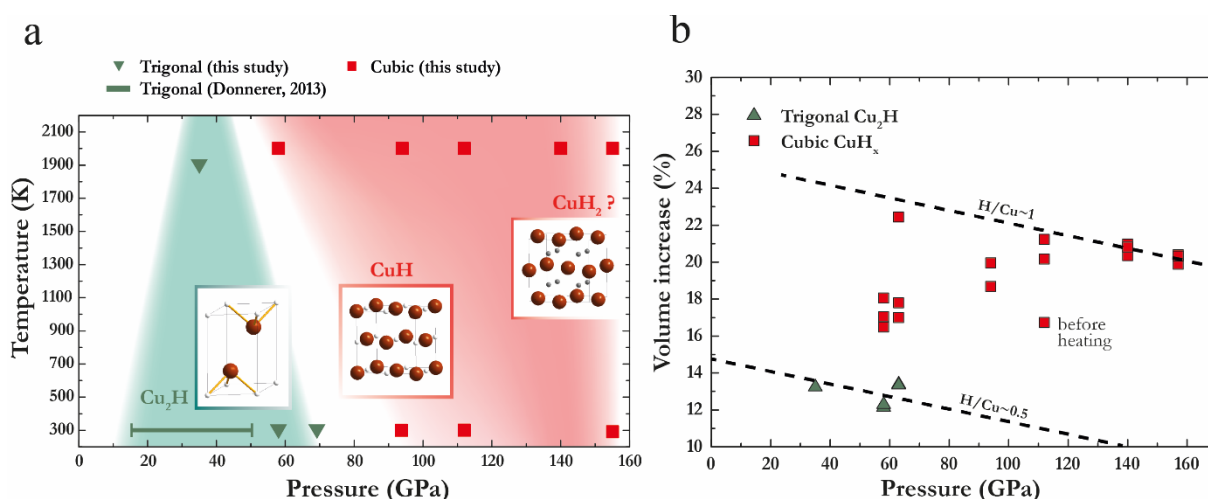 a
Trigonal (this study)
Cubic (this study)
Trigonal (Donnerer, 2013)
2100
1900
1700
1500
1300
1100
900
700
500
300
Temperature (K)
CuH₂ ?
CuH
Cu₂H
0 20 40 60 80 100 120 140 160
Pressure (GPa)
b
30
28
26
24
22
20
18
16
14
12
10
Volume increase (%)
Trigonal Cu₂H
Cubic CuHₓ
H/Cu~1
before
heating
H/Cu~0.5
0 20 40 60 80 100 120 140 160
Pressure (GPa)